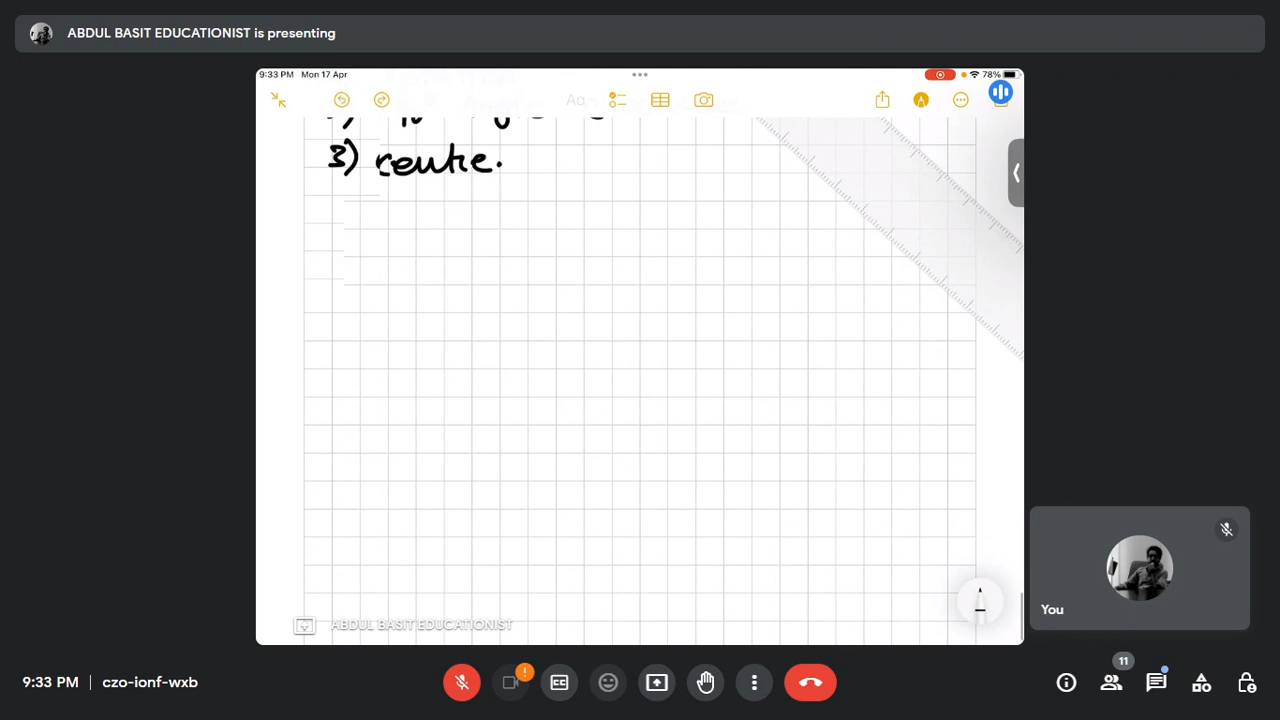 ABDUL BASIT EDUCATIONIST is presenting
9:33 PM Mon 17 Apr
78%
Aa
3)
ABDUL BASIT EDUCATIONIST
You
9:33 PM | czo-ionf-wxb
11